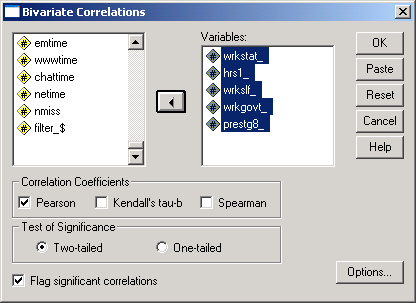 Bivariate Correlations
emtime
wwwtime
chattime
netime
nmiss
filter_$
Variables:
wrkstat_
hrs1_
wrkslf_
wrkgovt_
prestg8_
OK
Paste
Reset
Cancel
Help
Correlation Coefficients
Pearson Kendall's tau-b Spearman
Test of Significance
Two-tailed One-tailed
Flag significant correlations
Options...